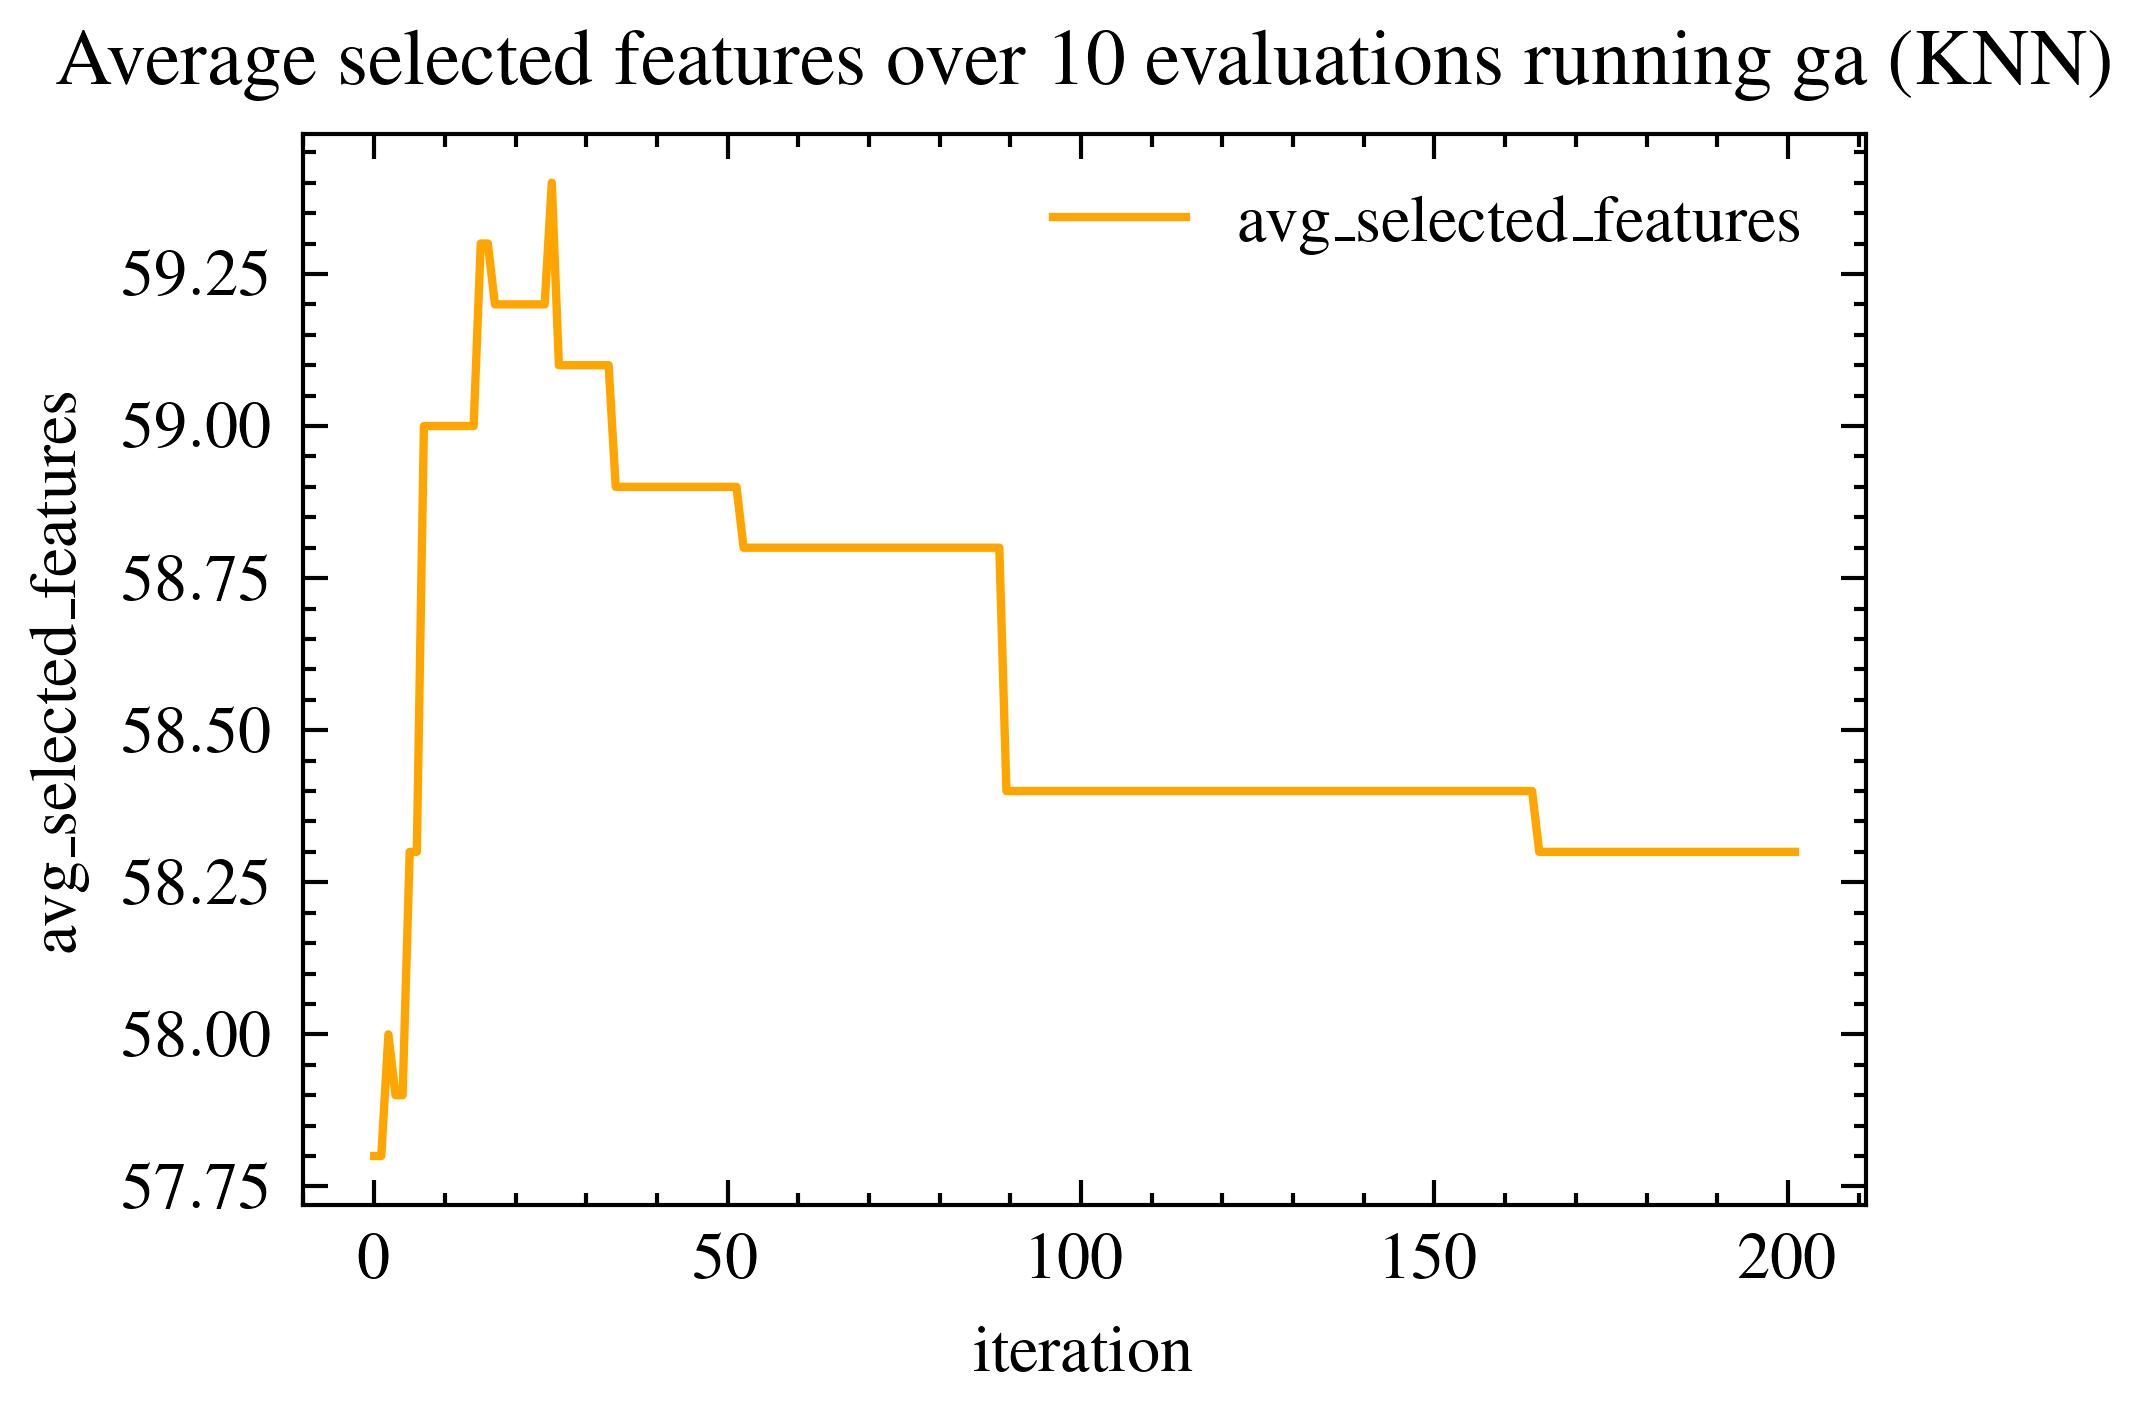 Average selected features over 10 evaluations running ga (KNN)
avg_selected_features
avg_selected_features
59.25
59.00
58.75
58.50
58.25
58.00
57.75
0 50 100 150 200
iteration